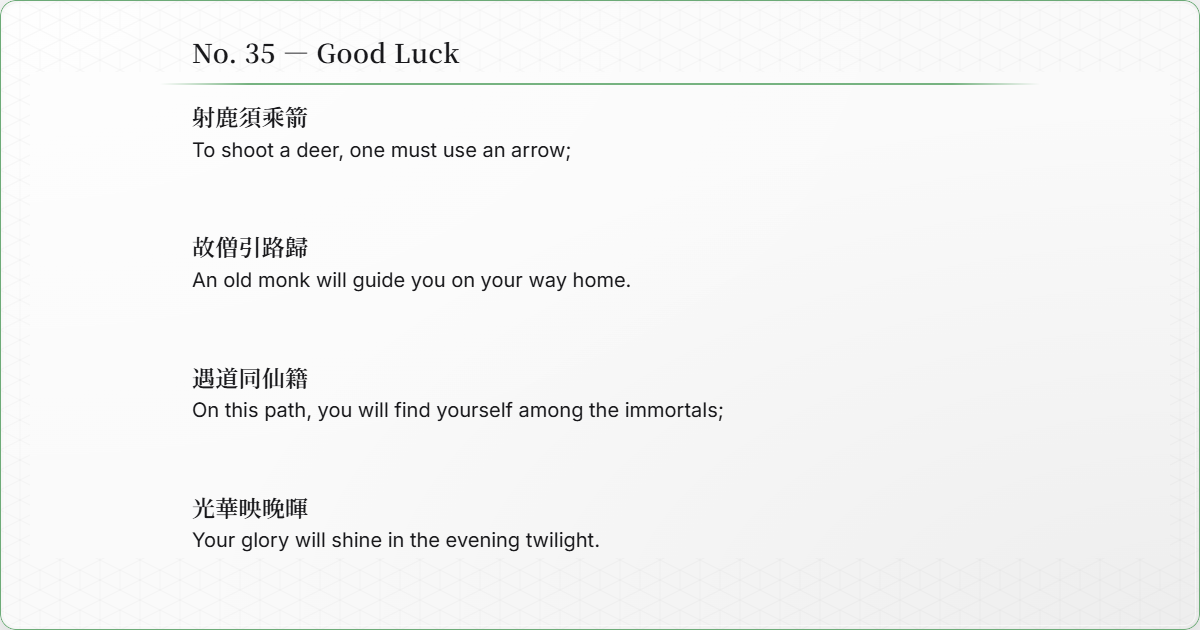 No. 35 — Good Luck
射鹿須乘箭
To shoot a deer, one must use an arrow;
故僧引路歸
An old monk will guide you on your way home.
遇道同仙籍
On this path, you will find yourself among the immortals;
光華映晚暉
Your glory will shine in the evening twilight.